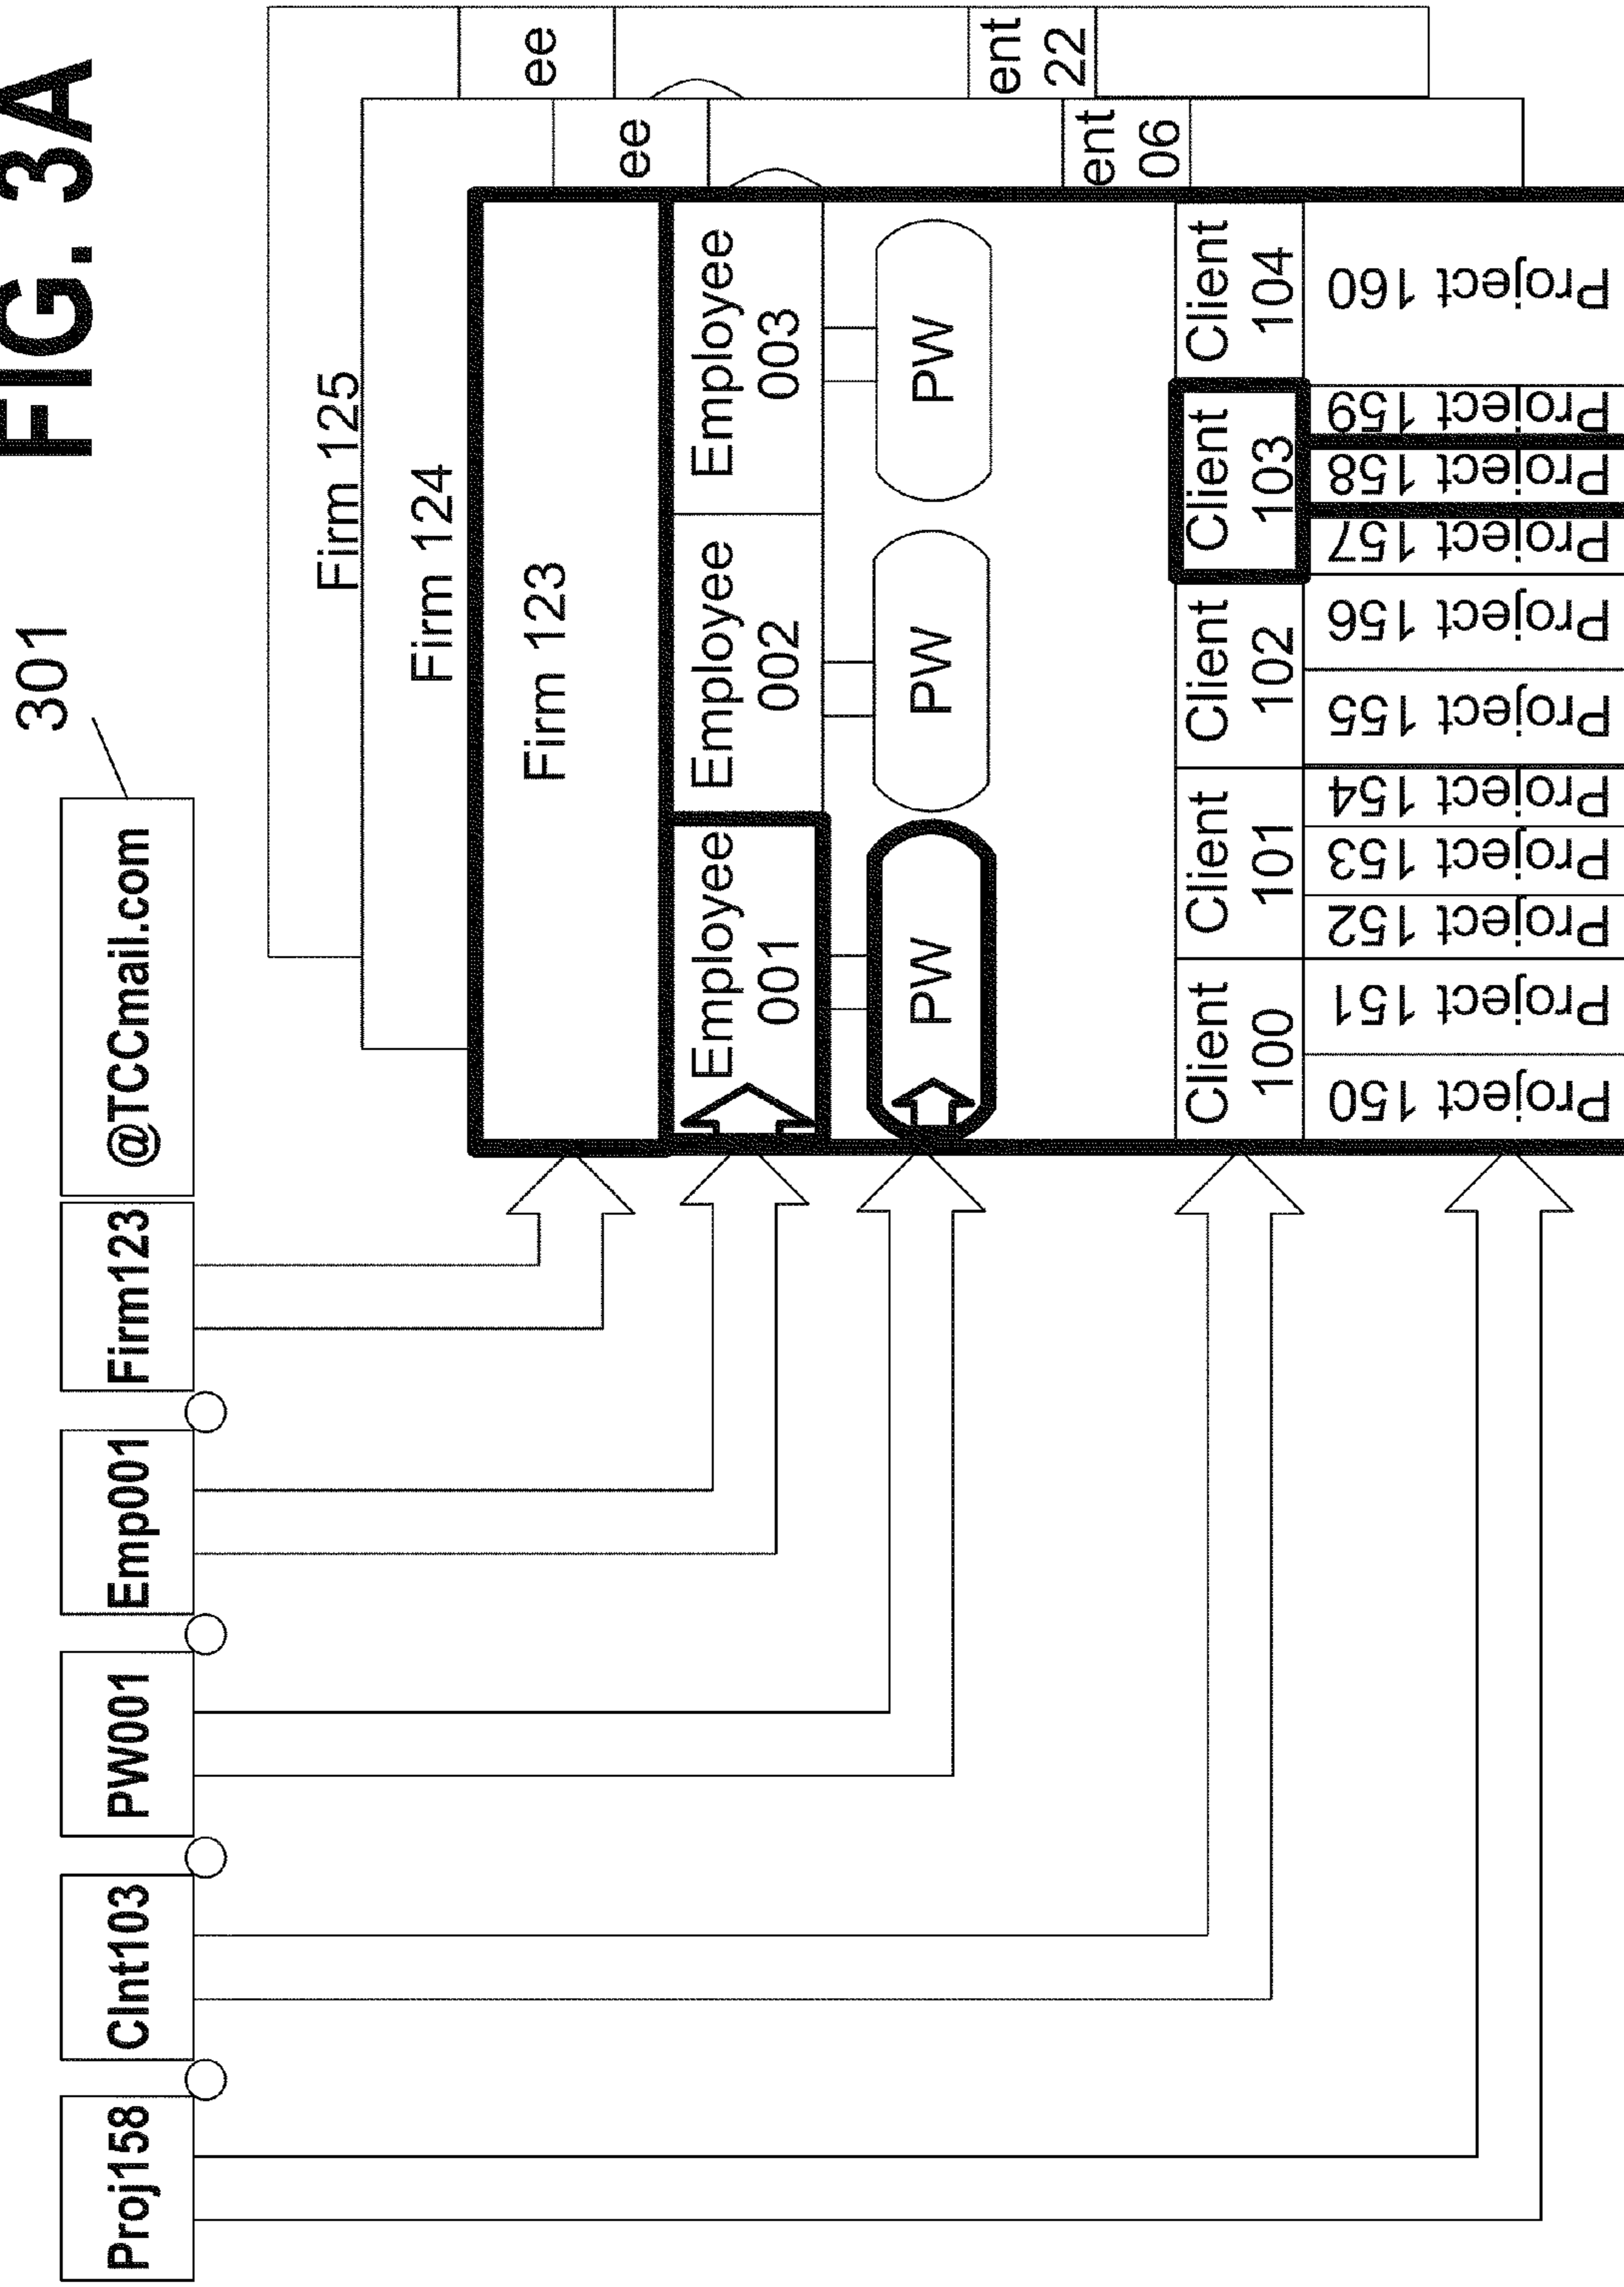 FIG. 3A
301
Proj158
Clnt103
PW001
Emp001
Firm123
@TCCmail.com
Firm 125
Firm 124
Firm 123
ee
ee
Employee
001
Employee
002
Employee
003
PW
PW
PW
ent
22
ent
06
Client
100
Client
101
Client
102
Client
103
Client
104
Project 150
Project 151
Project 152
Project 153
Project 154
Project 155
Project 156
Project 157
Project 158
Project 159
Project 160